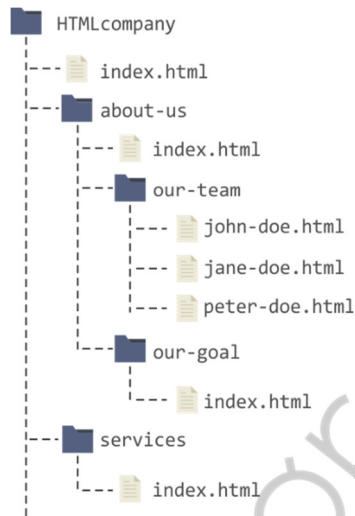 HTMLcompany
index.html
about-us
index.html
our-team
john-doe.html
jane-doe.html
peter-doe.html
our-goal
index.html
services
index.html